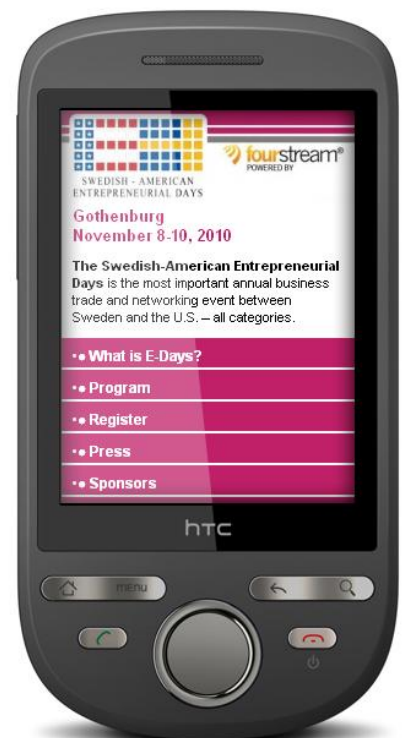 SWEDISH - AMERICAN
ENTREPRENEURIAL DAYS
fourstream®
POWERED BY
Gothenburg
November 8-10, 2010
The Swedish-American Entrepreneurial
Days is the most important annual business
trade and networking event between
Sweden and the U.S. – all categories.
What is E-Days?
Program
Register
Press
Sponsors
hTC
MENU